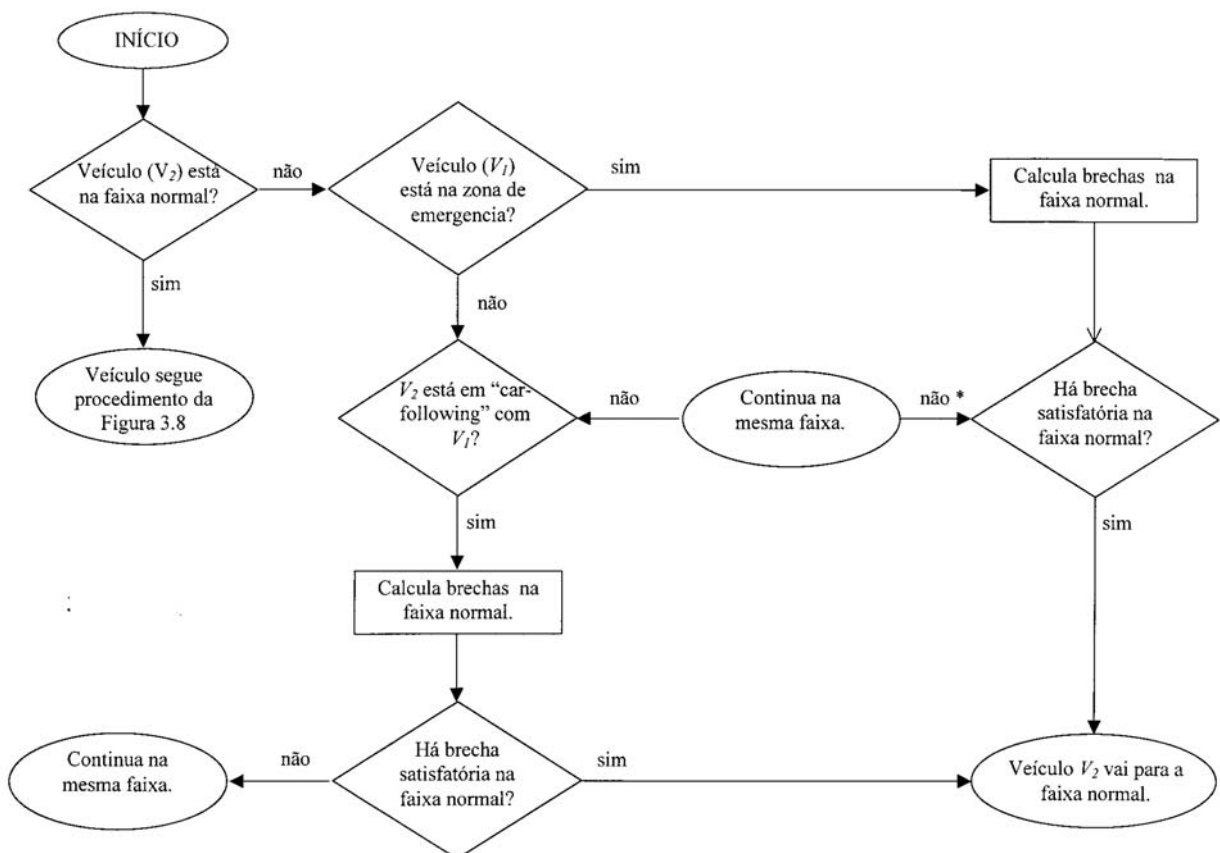 INÍCIO
Veículo (V2) está
na faixa normal?
não
Veículo (V1)
está na zona de
emergencia?
sim
Calcula brechas na
faixa normal.
sim
não
Veículo segue
procedimento da
Figura 3.8
V2 está em “car-
following” com
V1?
não
Continua na
mesma faixa.
não *
Há brecha
satisfatória na
faixa normal?
sim
sim
Calcula brechas na
faixa normal.
Continua na
mesma faixa.
não
Há brecha
satisfatória na
faixa normal?
sim
Veículo V2 vai para a
faixa normal.